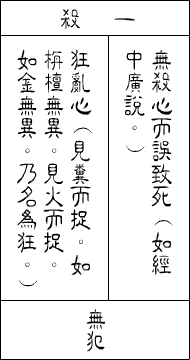 一　殺
無殺心而誤致死（如經
中廣說。）
狂亂心（見糞而捉。如
栴檀無異。見火而捉。
如金無異。乃名為狂。）
無犯